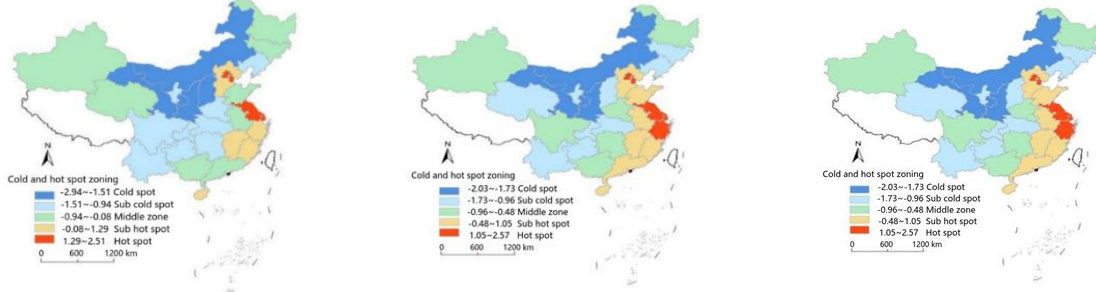 N
Cold and hot spot zoning
-2.94~-1.51 Cold spot
-1.51~-0.94 Sub cold spot
-0.94~-0.08 Middle zone
-0.08~1.29 Sub hot spot
1.29~2.51 Hot spot
0 600 1200 km
N
Cold and hot spot zoning
-2.03~-1.73 Cold spot
-1.73~-0.96 Sub cold spot
-0.96~-0.48 Middle zone
-0.48~1.05 Sub hot spot
1.05~2.57 Hot spot
0 600 1200 km
N
Cold and hot spot zoning
-2.03~-1.73 Cold spot
-1.73~-0.96 Sub cold spot
-0.96~-0.48 Middle zone
-0.48~1.05 Sub hot spot
1.05~2.57 Hot spot
0 600 1200 km